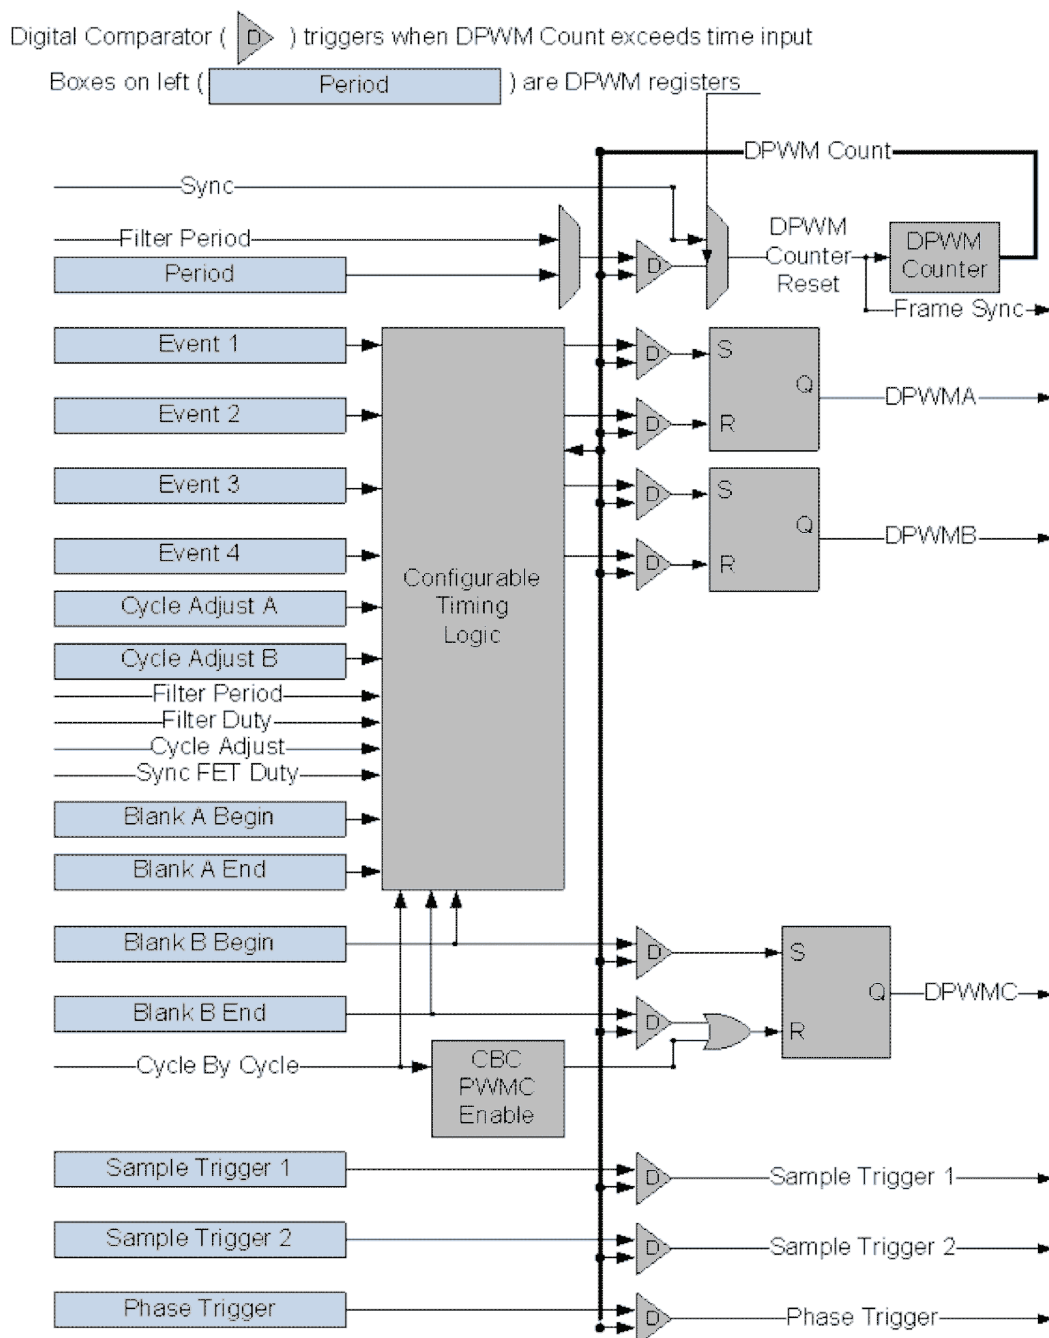 Digital Comparator ( D ) triggers when DPWM Count exceeds time input
Boxes on left ( Period ) are DPWM registers
DPWM Count
Sync
Filter Period
Period
D
DPWM
Counter
Reset
DPWM
Counter
Frame Sync
Event 1
D
S
Q
DPWMA
Event 2
D
R
Event 3
D
S
Q
DPWMB
Event 4
D
R
Configurable
Timing
Logic
Cycle Adjust A
Cycle Adjust B
Filter Period
Filter Duty
Cycle Adjust
Sync FET Duty
Blank A Begin
Blank A End
Blank B Begin
D
S
Q
DPWMC
Blank B End
D
R
Cycle By Cycle
CBC
PWMC
Enable
Sample Trigger 1
D
Sample Trigger 1
Sample Trigger 2
D
Sample Trigger 2
Phase Trigger
D
Phase Trigger